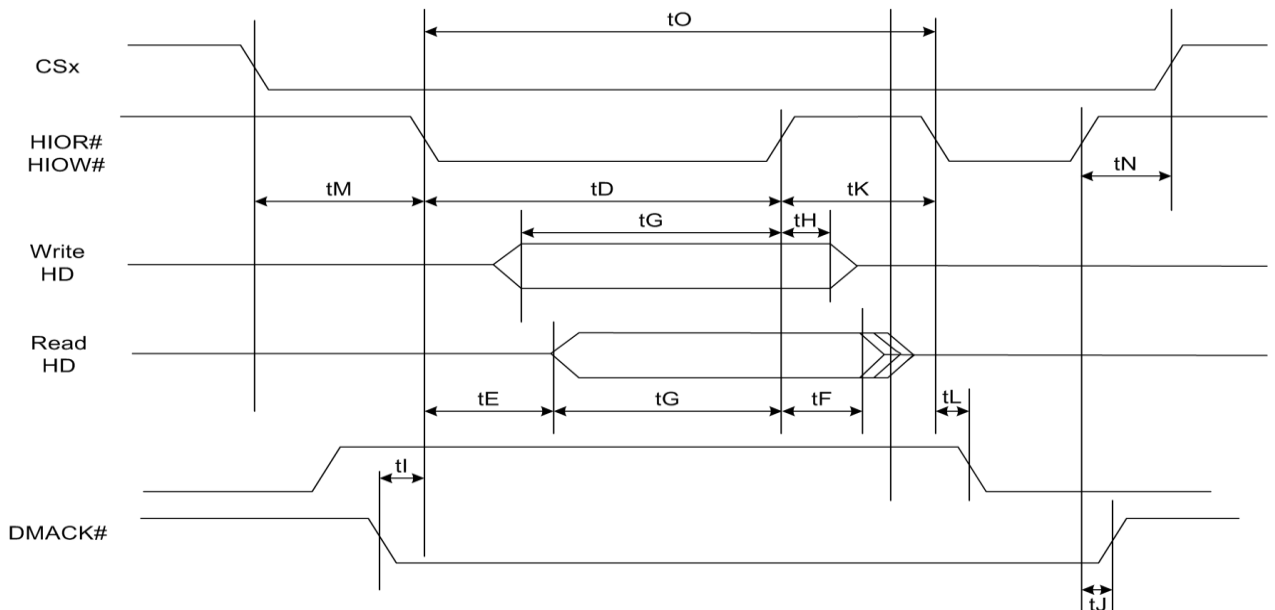 tO
CSx
HIOR#
HIOW#
tN
tM
tD
tK
tG
tH
Write
HD
Read
HD
tE
tG
tF
tL
tI
DMACK#
tJ